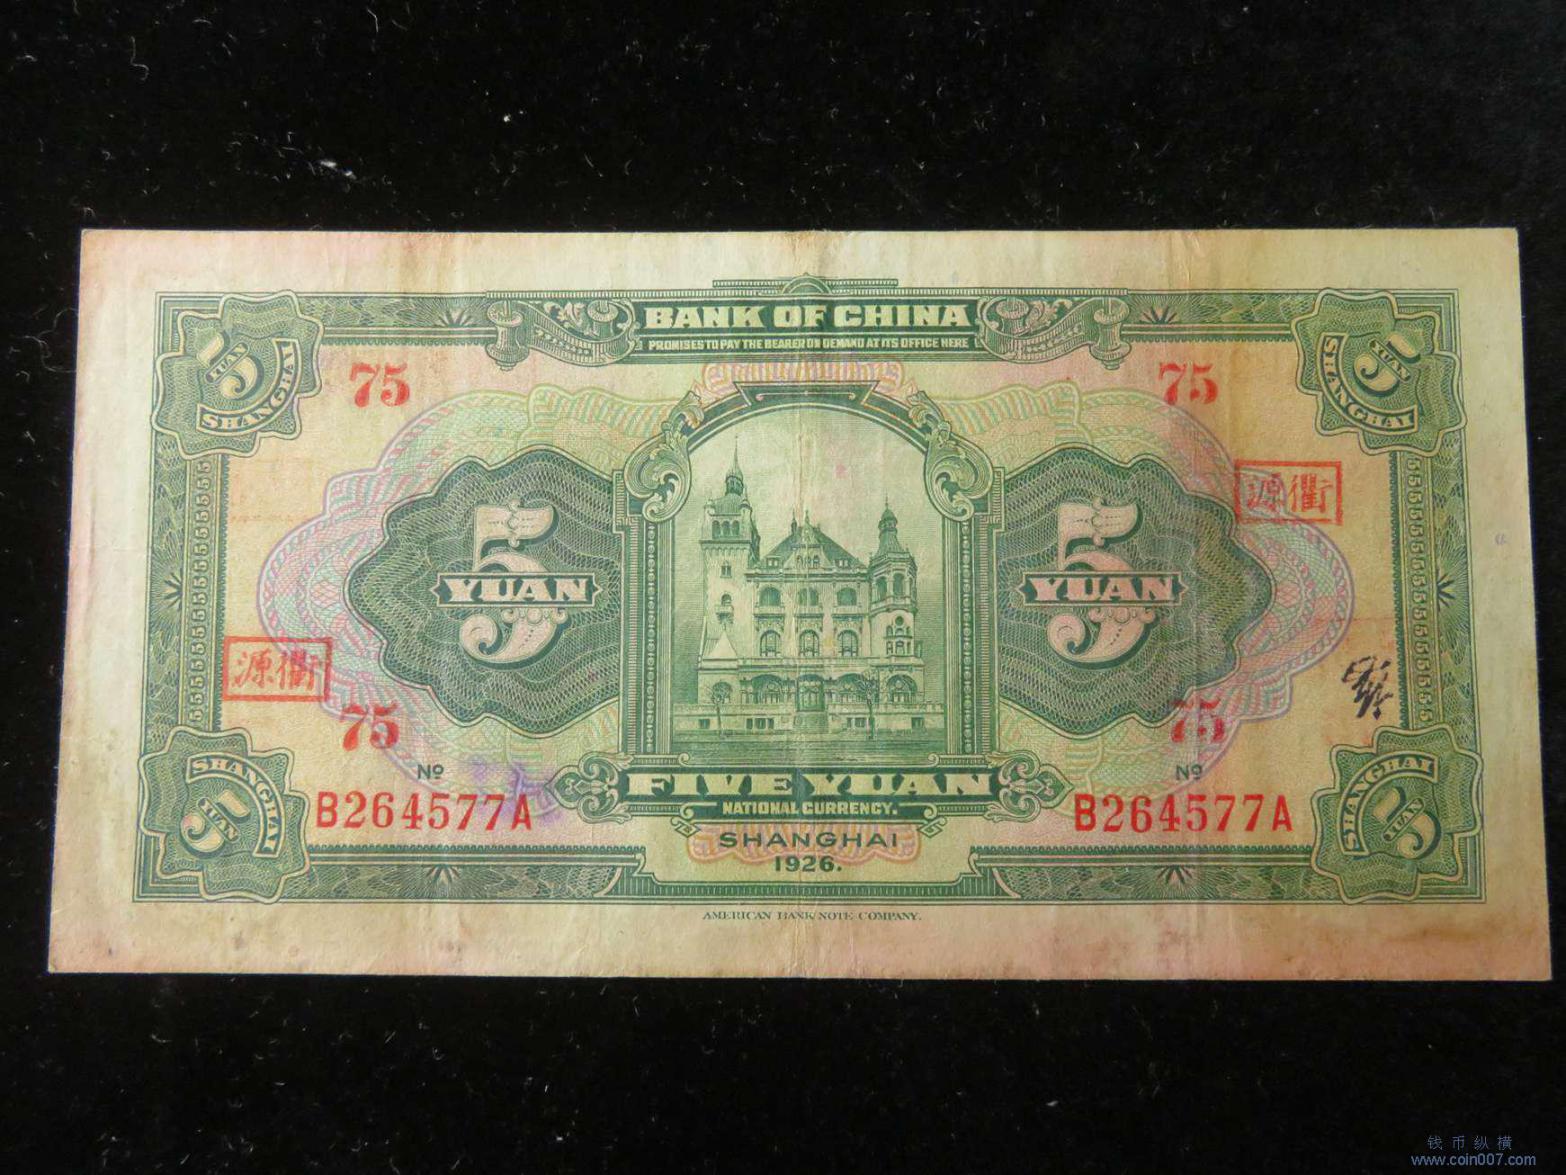 BANK OF CHINA
PROMISES TO PAY THE BEARER ON DEMAND AT ITS OFFICE HERE
5 YUAN SHANGHAI
5 YUAN SHANGHAI
75
75
5 YUAN
5 YUAN
源衢
源衢
75
75
Nº
Nº
B264577A
B264577A
FIVE YUAN
NATIONAL CURRENCY.
SHANGHAI
1926.
SHANGHAI 5 YUAN
SHANGHAI 5 YUAN
AMERICAN BANK NOTE COMPANY.
钱币纵横
www.coin007.com